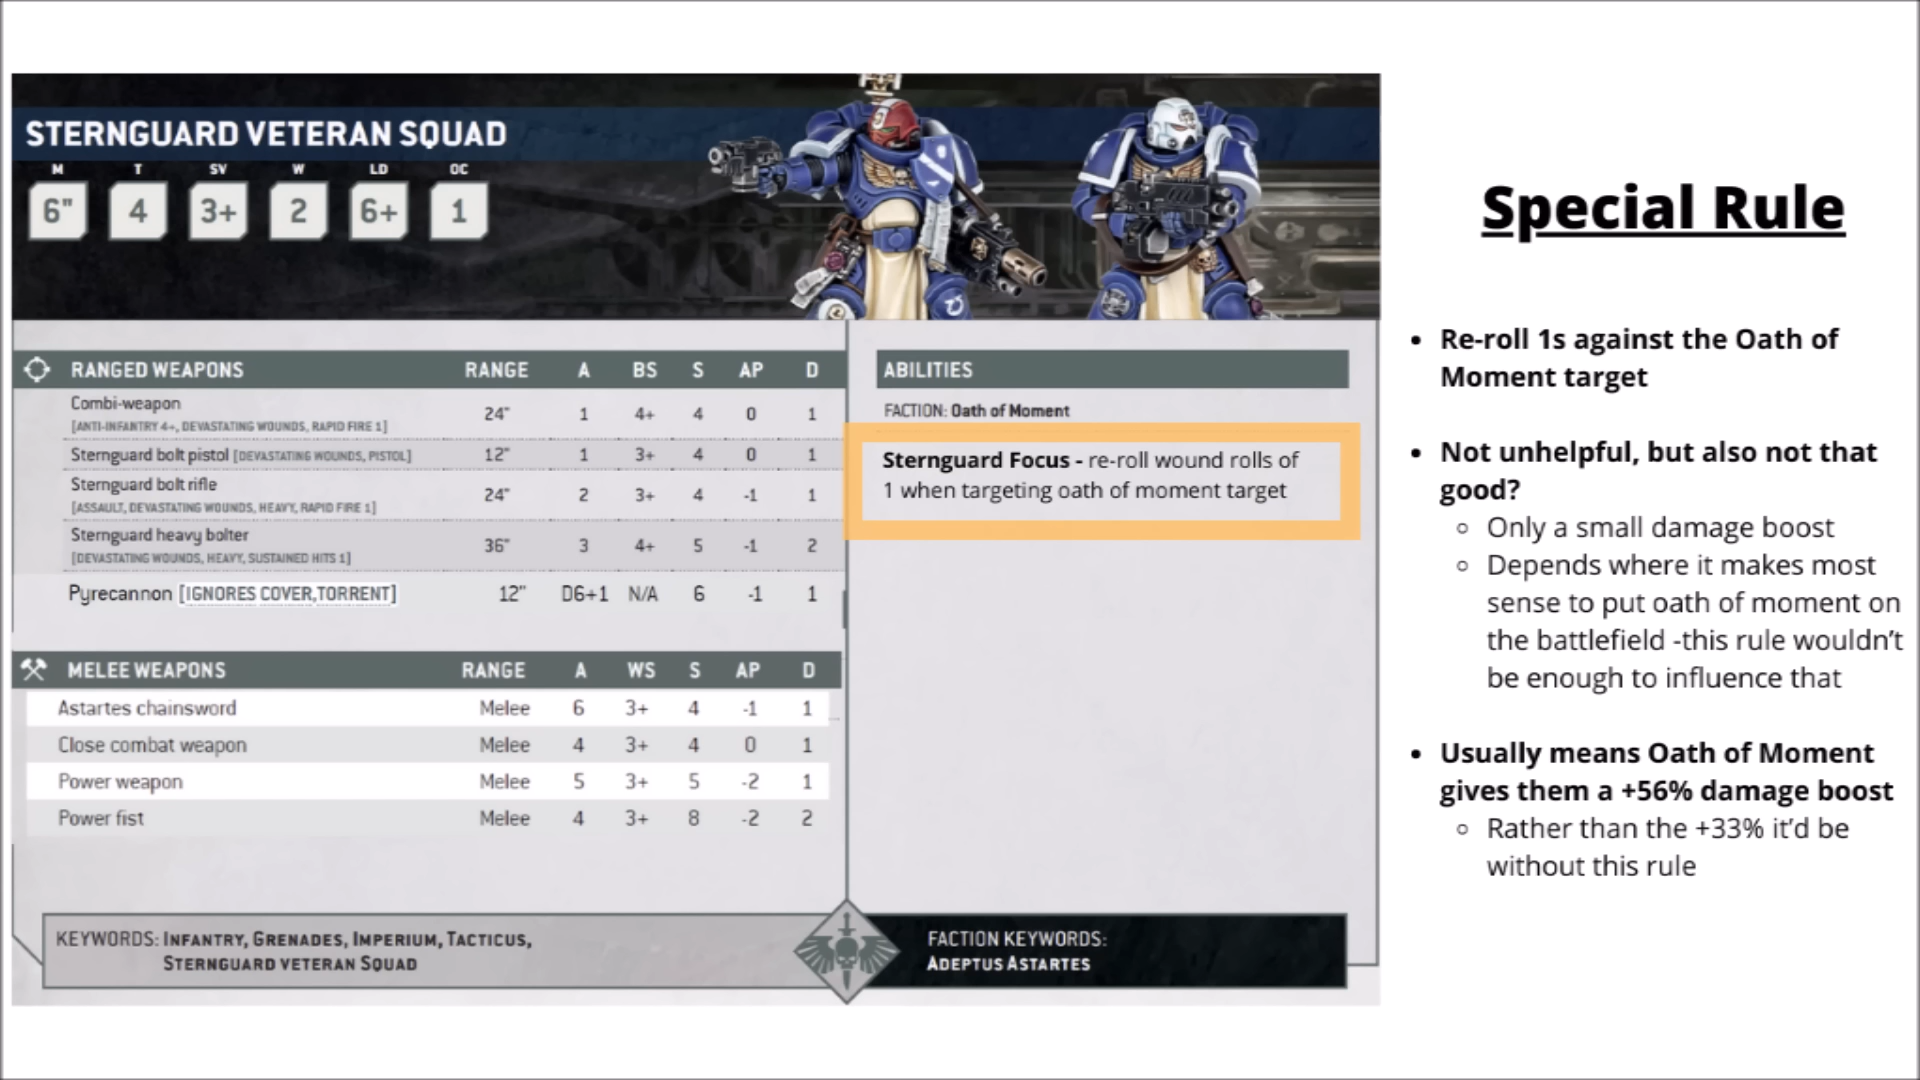 STERNGUARD VETERAN SQUAD
M T SV W LD OC
6" 4 3+ 2 6+ 1
RANGED WEAPONS RANGE A BS S AP D
Combi-weapon 24" 1 4+ 4 0 1
[ANTI-INFANTRY 4+, DEVASTATING WOUNDS, RAPID FIRE 1]
Sternguard bolt pistol [DEVASTATING WOUNDS, PISTOL] 12" 1 3+ 4 0 1
Sternguard bolt rifle 24" 2 3+ 4 -1 1
[ASSAULT, DEVASTATING WOUNDS, HEAVY, RAPID FIRE 1]
Sternguard heavy bolter 36" 3 4+ 5 -1 2
[DEVASTATING WOUNDS, HEAVY, SUSTAINED HITS 1]
Pyrecannon [IGNORES COVER,TORRENT] 12" D6+1 N/A 6 -1 1
MELEE WEAPONS RANGE A WS S AP D
Astartes chainsword Melee 6 3+ 4 -1 1
Close combat weapon Melee 4 3+ 4 0 1
Power weapon Melee 5 3+ 5 -2 1
Power fist Melee 4 3+ 8 -2 2
ABILITIES
FACTION: Oath of Moment
Sternguard Focus - re-roll wound rolls of
1 when targeting oath of moment target
KEYWORDS: INFANTRY, GRENADES, IMPERIUM, TACTICUS,
STERNGUARD VETERAN SQUAD
FACTION KEYWORDS:
ADEPTUS ASTARTES
Special Rule
• Re-roll 1s against the Oath of
Moment target
• Not unhelpful, but also not that
good?
○ Only a small damage boost
○ Depends where it makes most
sense to put oath of moment on
the battlefield -this rule wouldn't
be enough to influence that
• Usually means Oath of Moment
gives them a +56% damage boost
○ Rather than the +33% it'd be
without this rule